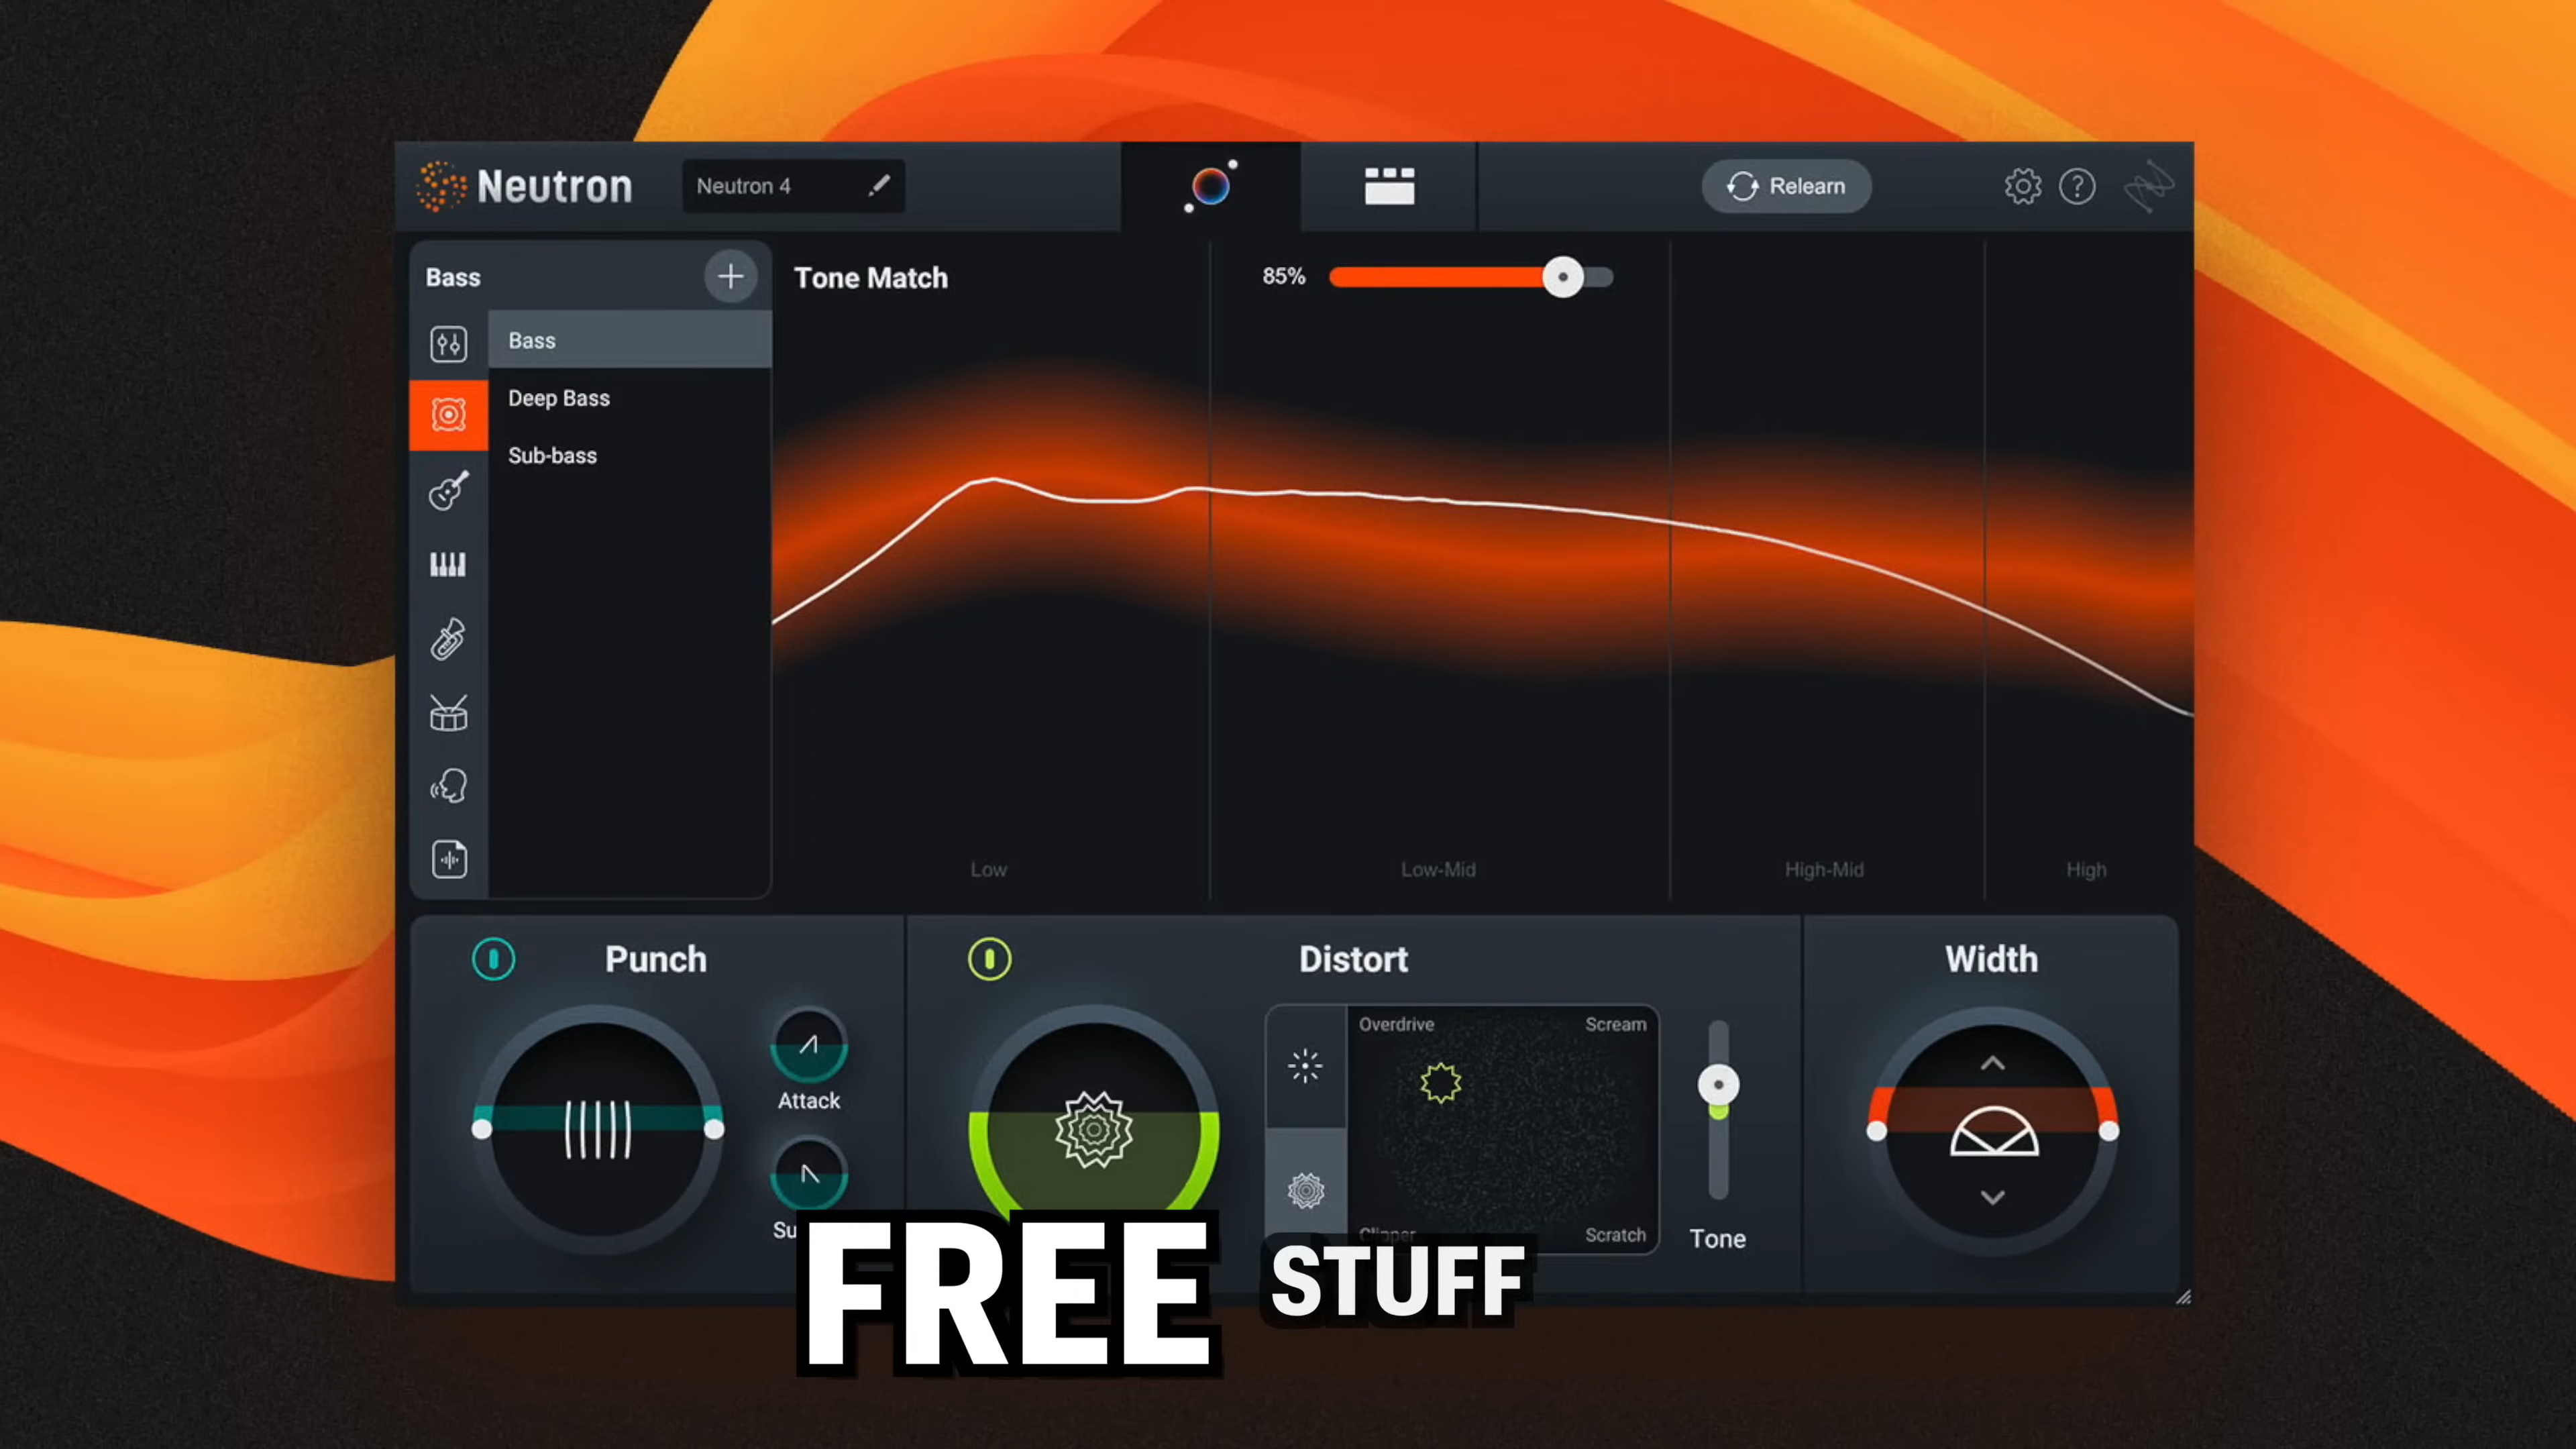 Neutron
Neutron 4
Relearn
Bass
Tone Match
85%
Bass
Deep Bass
Sub-bass
Low
Low-Mid
High-Mid
High
Punch
Distort
Width
Attack
Overdrive
Scream
Clipper
Scratch
Tone
FREE STUFF